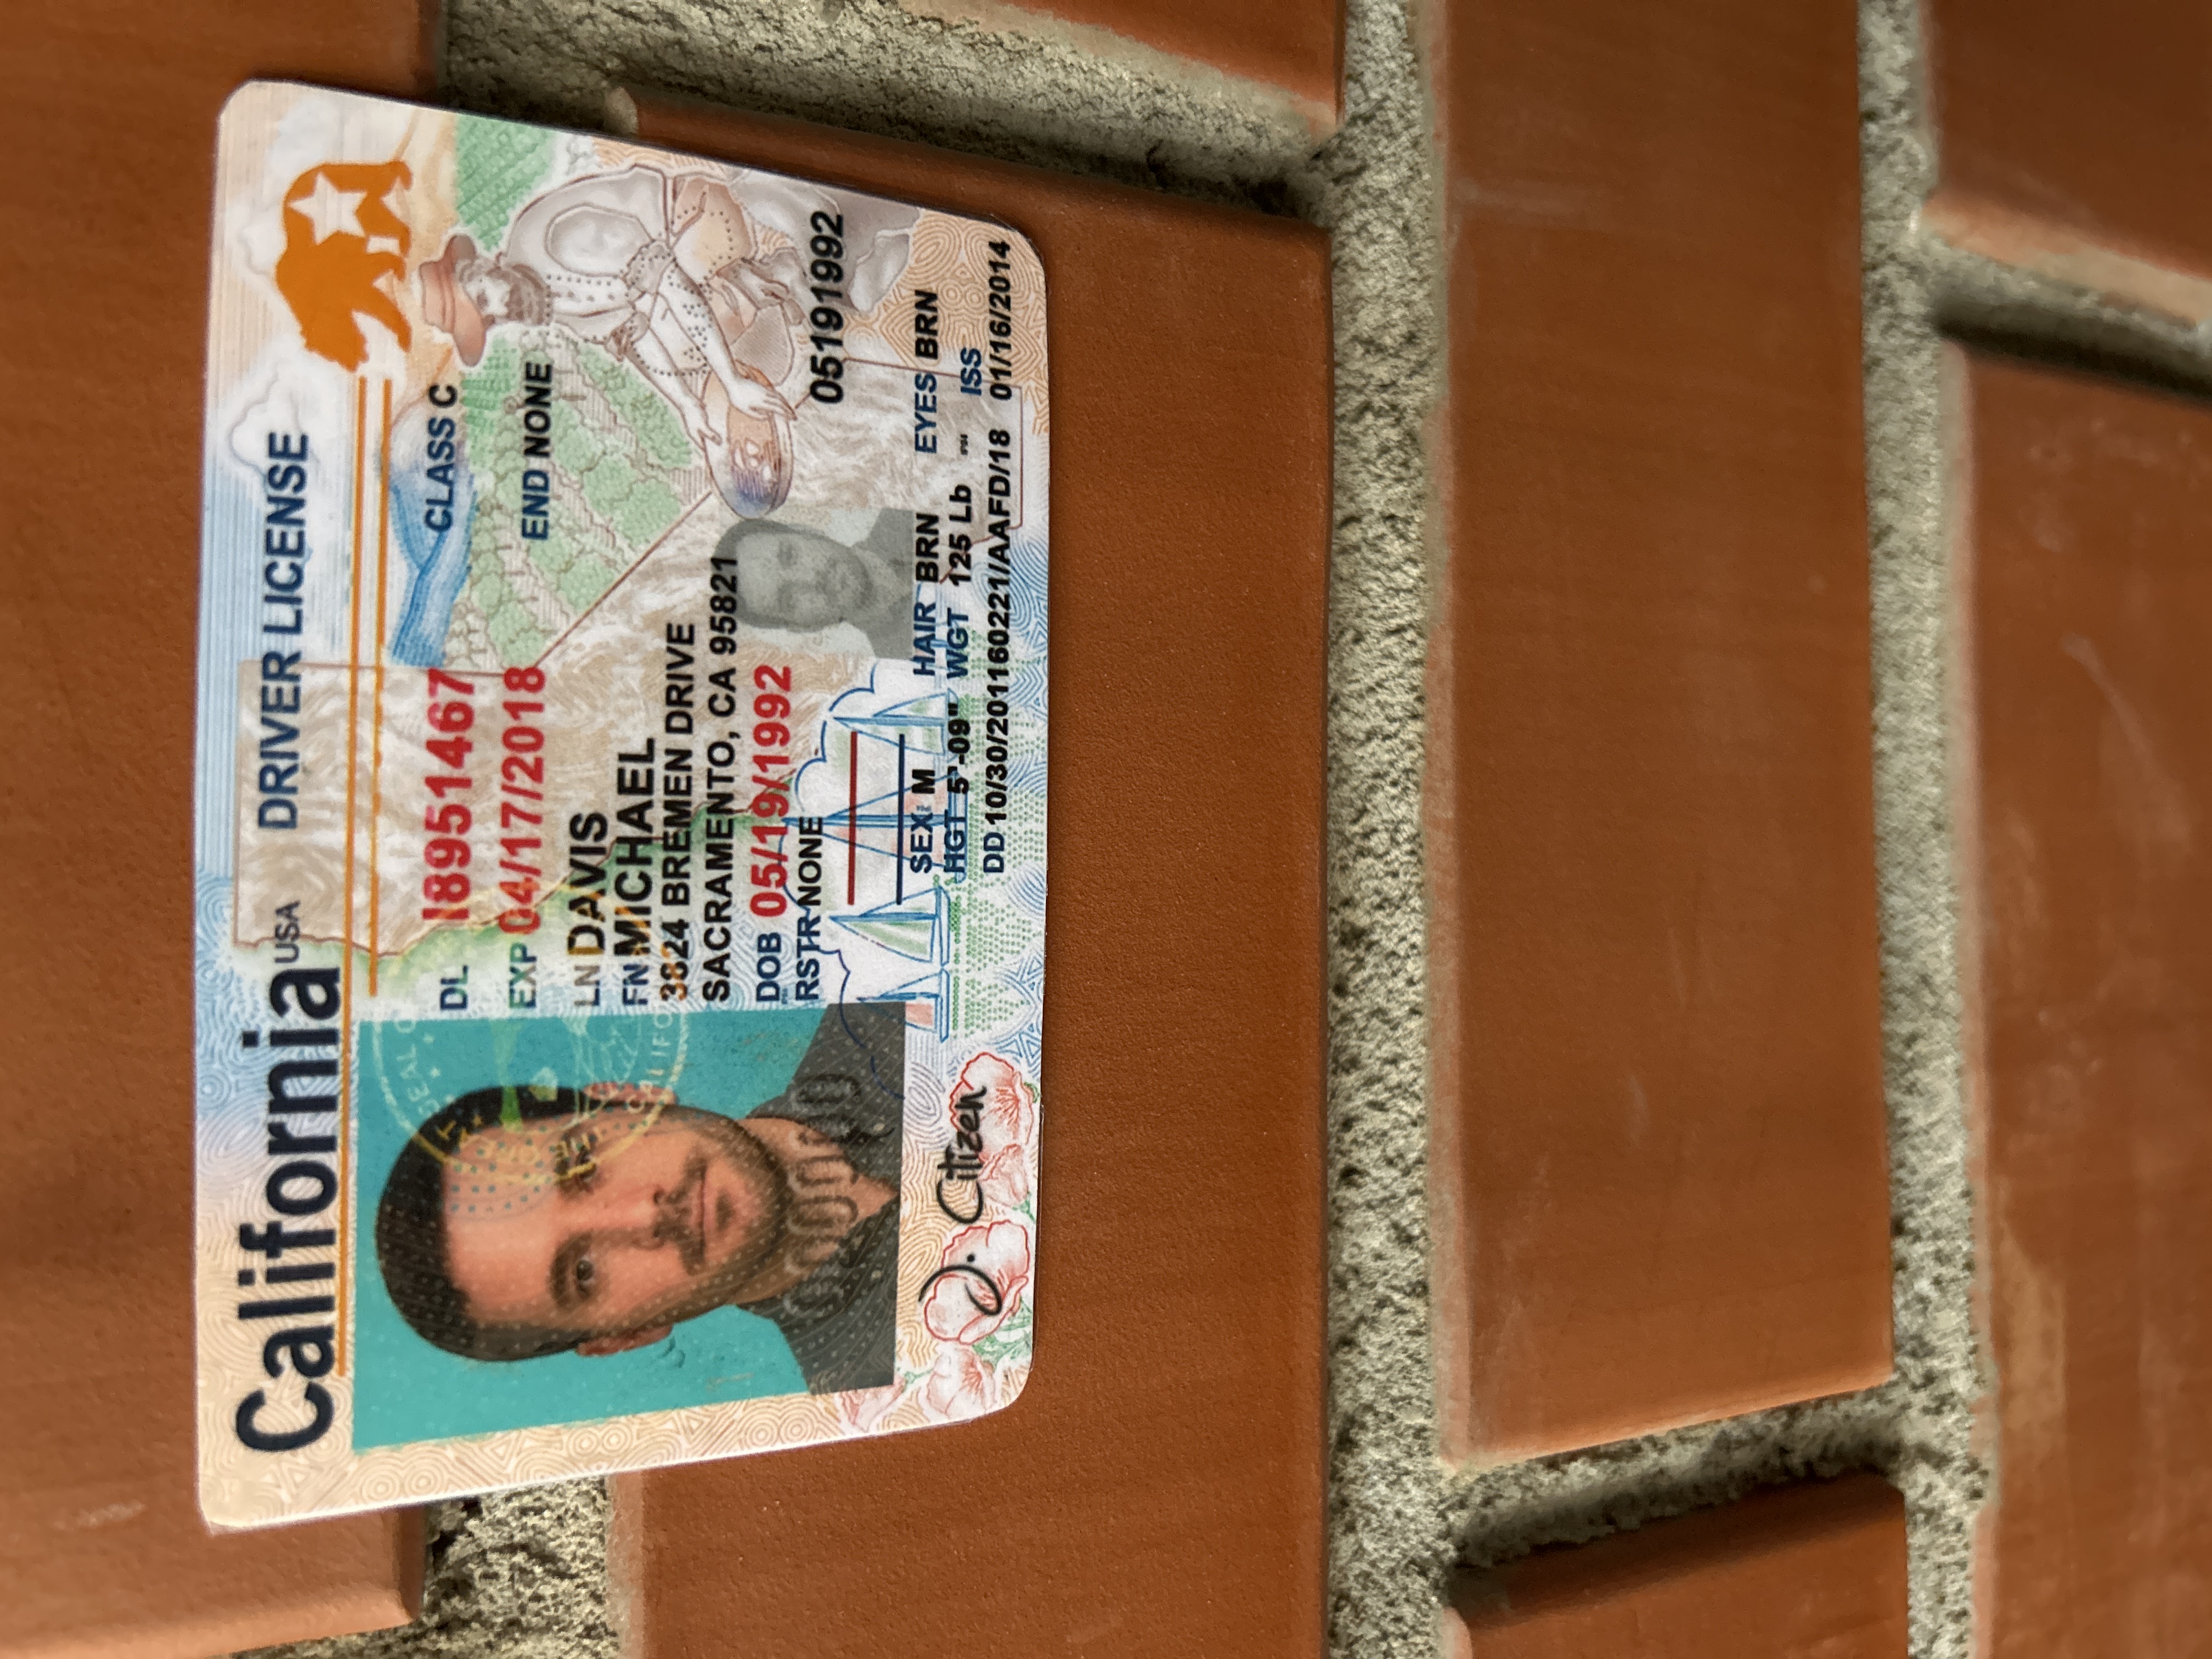 California USA DRIVER LICENSE
DL I8951467 CLASS C
EXP 04/17/2018 END NONE
LN DAVIS
FN MICHAEL
3824 BREMEN DRIVE
SACRAMENTO, CA 95821
DOB 05/19/1992
RSTR NONE 05191992
SEX M HAIR BRN EYES BRN
HGT 5'-09" WGT 125 Lb ISS
DD 10/30/201160221/AAFD/18 01/16/2014
J. Citizen